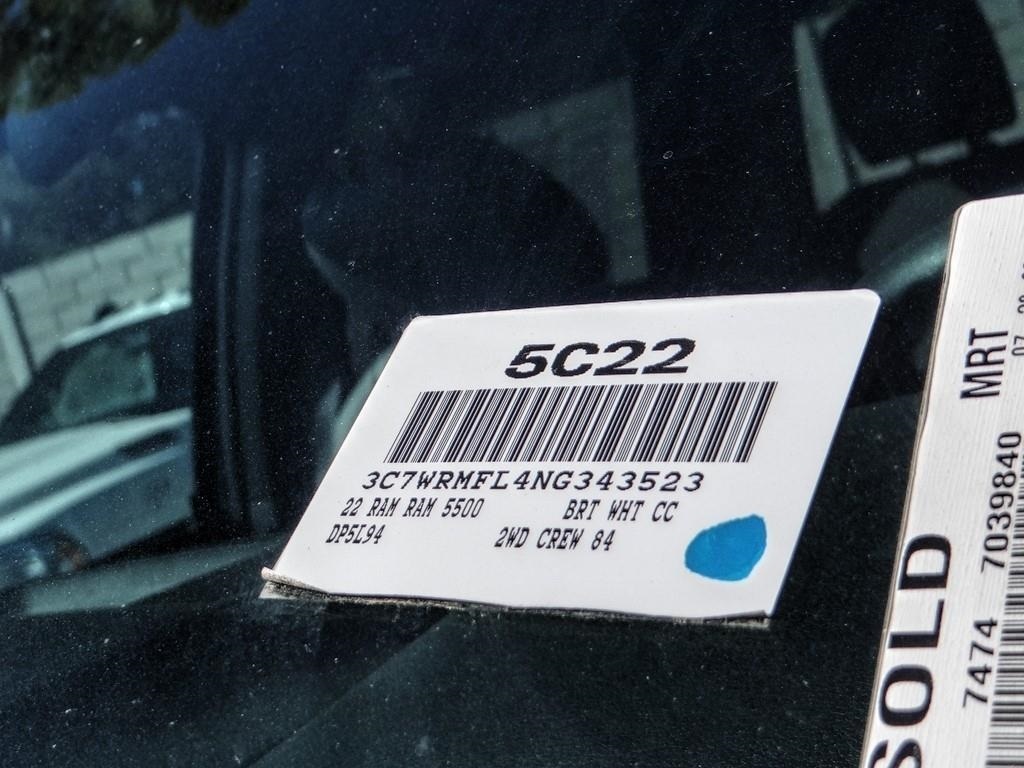 5C22
3C7WRMFL4NG343523
22 RAM RAM 5500 BRT WHT CC
DP5L94 2WD CREW 84
SOLD
7474 7039840
MRT